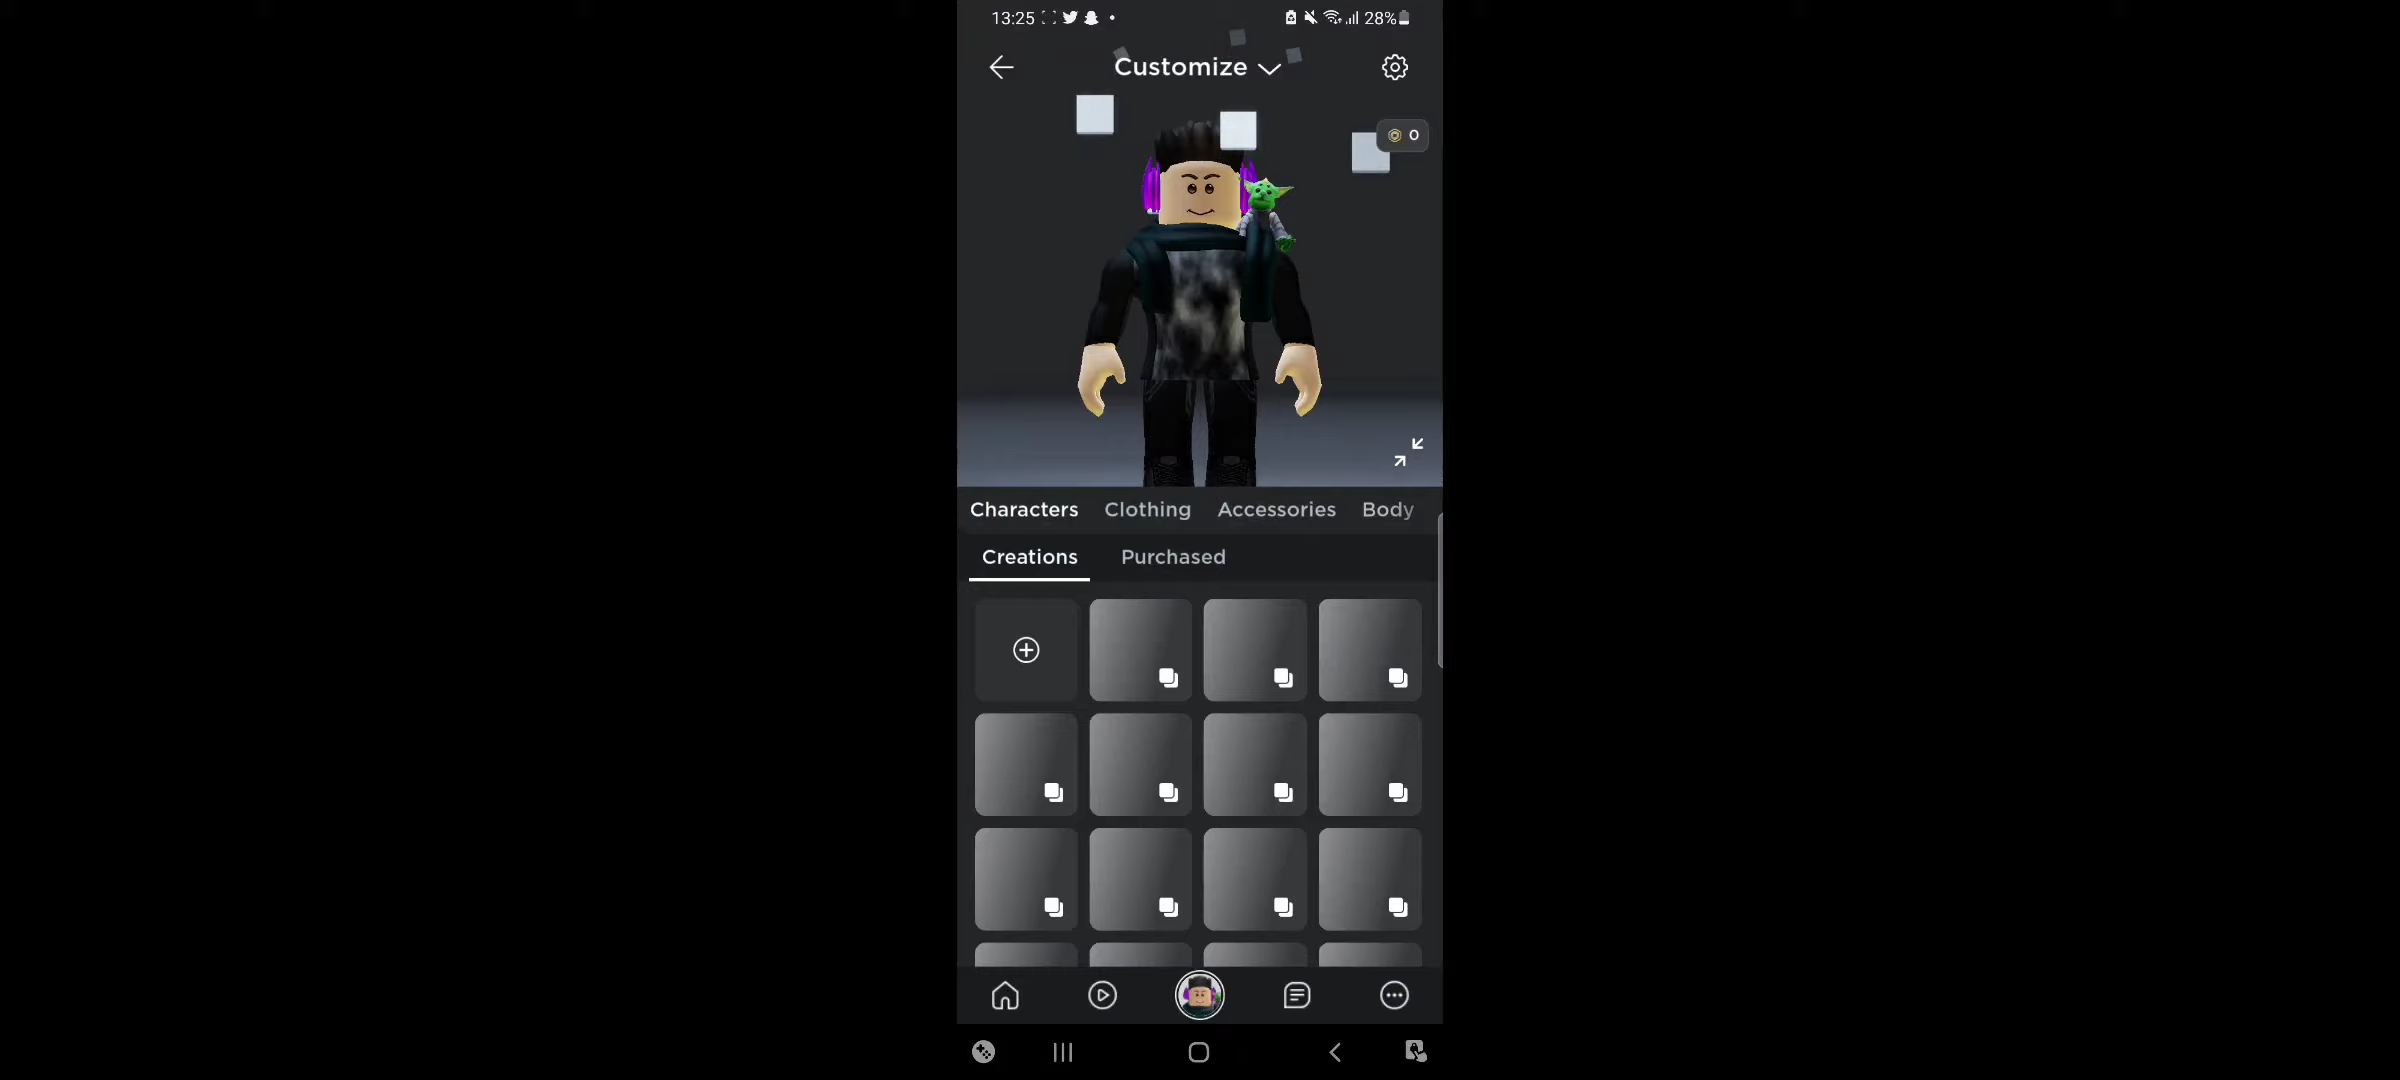 13:25
28%
Customize
0
Characters Clothing Accessories Body
Creations Purchased